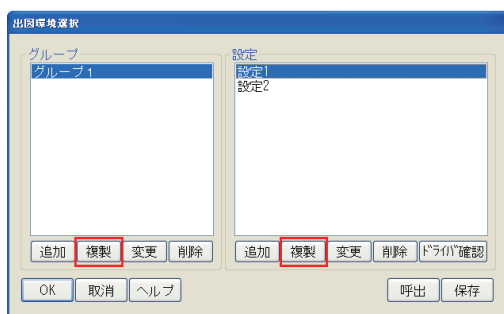 出図環境選択
グループ
グループ1
追加 複製 変更 削除
設定
設定1
設定2
追加 複製 変更 削除 ﾄﾞﾗｲﾊﾞ確認
OK 取消 ヘルプ 呼出 保存